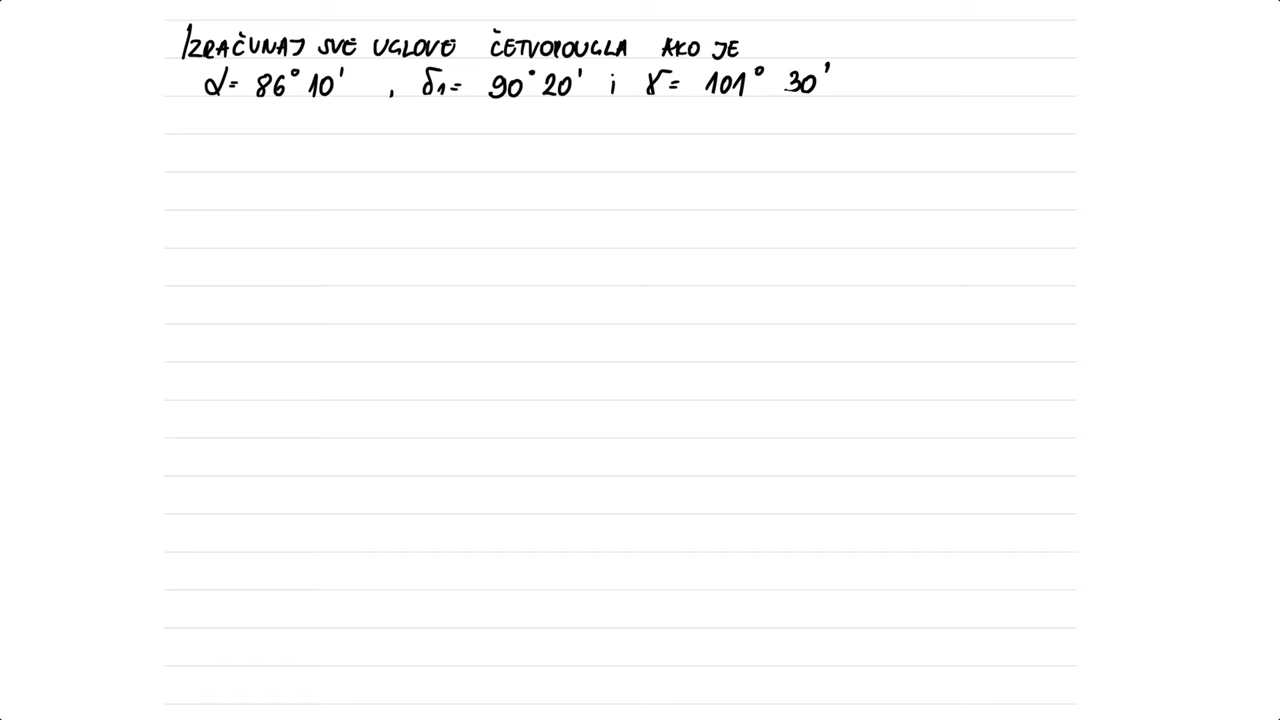 IZRAČUNAJ SVE UGLOVE ČETVOROUGLA AKO JE
α= 86° 10' , δ1= 90° 20' i γ= 101° 30'